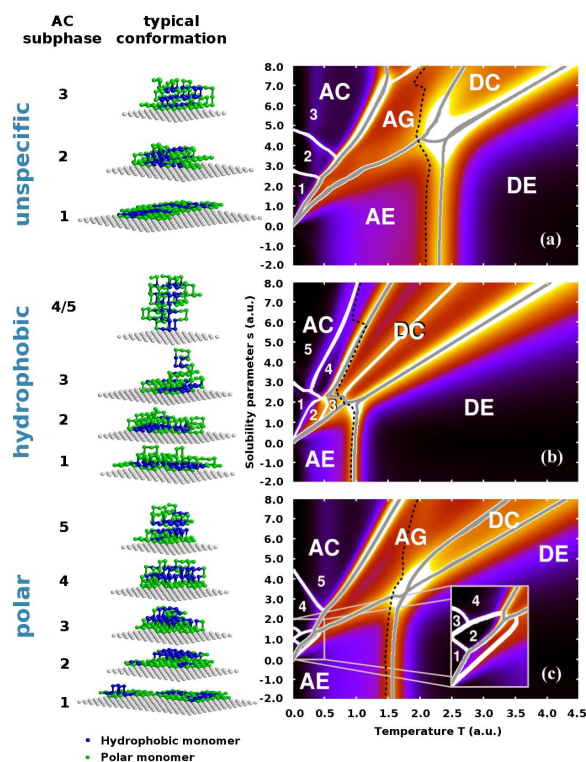 AC subphase
typical conformation
unspecific
3
2
1
hydrophobic
4/5
3
2
1
polar
5
4
3
2
1
Hydrophobic monomer
Polar monomer
Solubility parameter s (a.u.)
8.0
7.0
6.0
5.0
4.0
3.0
2.0
1.0
0.0
-1.0
-2.0
AC
3
2
1
AG
DC
AE
DE
(a)
8.0
7.0
6.0
5.0
4.0
3.0
2.0
1.0
0.0
-1.0
-2.0
AC
5
4
1
2
3
DC
AE
DE
(b)
8.0
7.0
6.0
5.0
4.0
3.0
2.0
1.0
0.0
-1.0
-2.0
AC
5
4
AG
DC
DE
AE
4
3
2
1
(c)
0.0 0.5 1.0 1.5 2.0 2.5 3.0 3.5 4.0 4.5
Temperature T (a.u.)